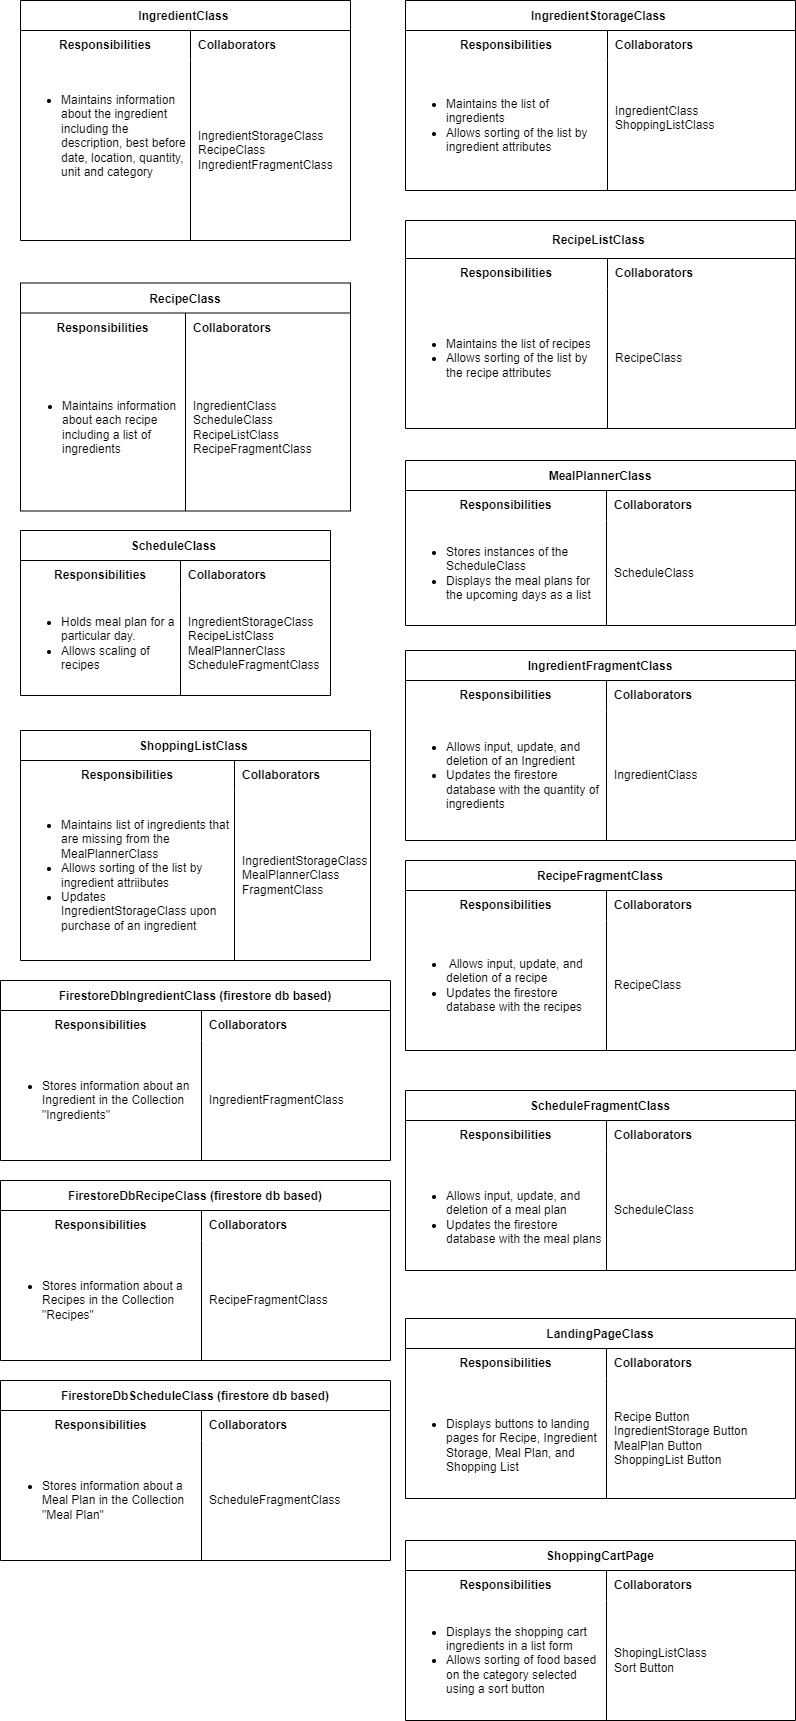 IngredientClass
Responsibilities
Collaborators
Maintains information
about the ingredient
including the
description, best before
date, location, quantity,
unit and category
IngredientStorageClass
RecipeClass
IngredientFragmentClass
RecipeClass
Responsibilities
Collaborators
Maintains information
about each recipe
including a list of
ingredients
IngredientClass
ScheduleClass
RecipeListClass
RecipeFragmentClass
ScheduleClass
Responsibilities
Collaborators
Holds meal plan for a
particular day.
Allows scaling of
recipes
IngredientStorageClass
RecipeListClass
MealPlannerClass
ScheduleFragmentClass
ShoppingListClass
Responsibilities
Collaborators
Maintains list of ingredients that
are missing from the
MealPlannerClass
Allows sorting of the list by
ingredient attriibutes
Updates
IngredientStorageClass upon
purchase of an ingredient
IngredientStorageClass
MealPlannerClass
FragmentClass
FirestoreDbIngredientClass (firestore db based)
Responsibilities
Collaborators
Stores information about an
Ingredient in the Collection
"Ingredients"
IngredientFragmentClass
FirestoreDbRecipeClass (firestore db based)
Responsibilities
Collaborators
Stores information about a
Recipes in the Collection
"Recipes"
RecipeFragmentClass
FirestoreDbScheduleClass (firestore db based)
Responsibilities
Collaborators
Stores information about a
Meal Plan in the Collection
"Meal Plan"
ScheduleFragmentClass
IngredientStorageClass
Responsibilities
Collaborators
Maintains the list of
ingredients
Allows sorting of the list by
ingredient attributes
IngredientClass
ShoppingListClass
RecipeListClass
Responsibilities
Collaborators
Maintains the list of recipes
Allows sorting of the list by
the recipe attributes
RecipeClass
MealPlannerClass
Responsibilities
Collaborators
Stores instances of the
ScheduleClass
Displays the meal plans for
the upcoming days as a list
ScheduleClass
IngredientFragmentClass
Responsibilities
Collaborators
Allows input, update, and
deletion of an Ingredient
Updates the firestore
database with the quantity of
ingredients
IngredientClass
RecipeFragmentClass
Responsibilities
Collaborators
Allows input, update, and
deletion of a recipe
Updates the firestore
database with the recipes
RecipeClass
ScheduleFragmentClass
Responsibilities
Collaborators
Allows input, update, and
deletion of a meal plan
Updates the firestore
database with the meal plans
ScheduleClass
LandingPageClass
Responsibilities
Collaborators
Displays buttons to landing
pages for Recipe, Ingredient
Storage, Meal Plan, and
Shopping List
Recipe Button
IngredientStorage Button
MealPlan Button
ShoppingList Button
ShoppingCartPage
Responsibilities
Collaborators
Displays the shopping cart
ingredients in a list form
Allows sorting of food based
on the category selected
using a sort button
ShopingListClass
Sort Button